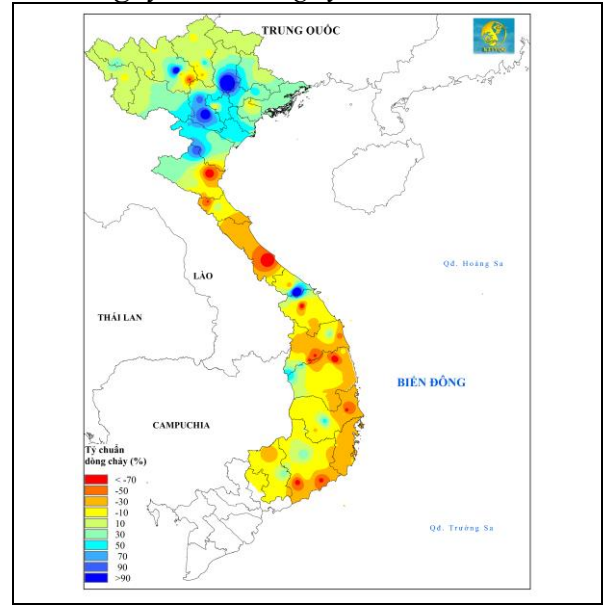 TRUNG QUỐC
LÀO
Qđ. Hoàng Sa
THÁI LAN
BIỂN ĐÔNG
CAMPUCHIA
Tỷ chuẩn
dòng chảy (%)
< -70
-50
-30
-10
10
30
50
70
90
>90
Qđ. Trường Sa